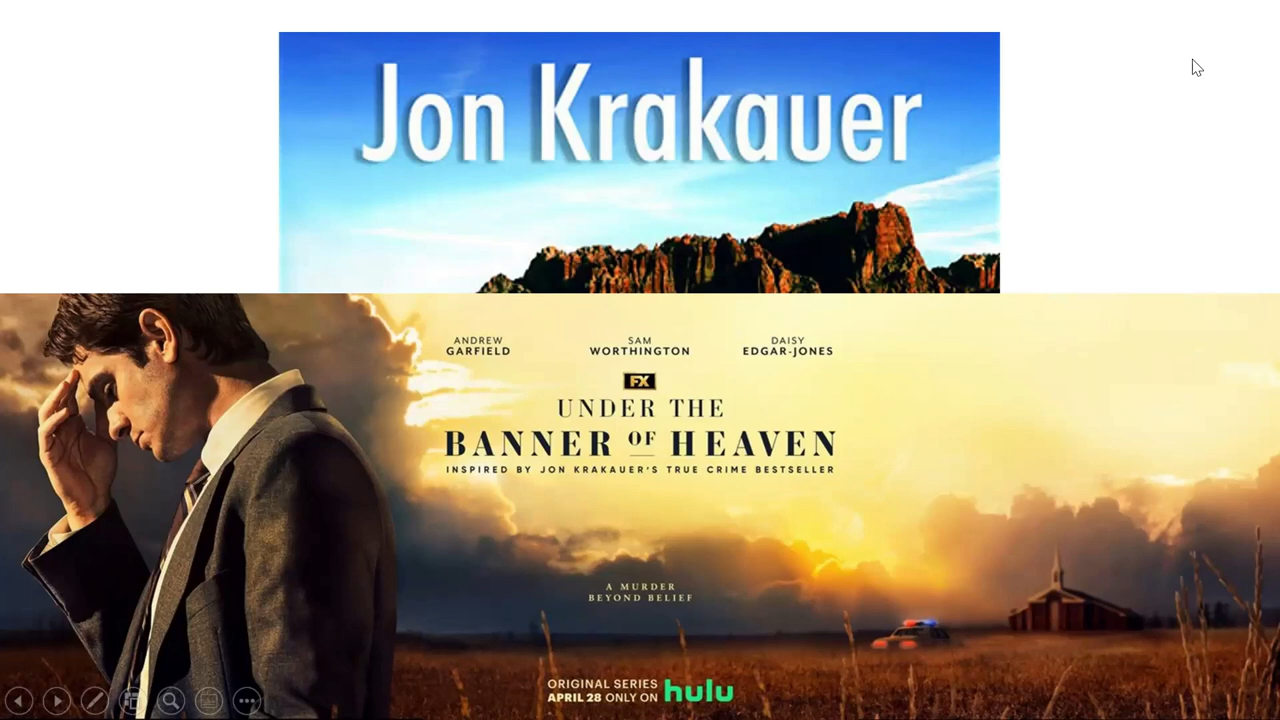 Jon Krakauer
ANDREW GARFIELD
SAM WORTHINGTON
DAISY EDGAR-JONES
FX
UNDER THE
BANNER OF HEAVEN
INSPIRED BY JON KRAKAUER'S TRUE CRIME BESTSELLER
A MURDER
BEYOND BELIEF
ORIGINAL SERIES
APRIL 28 ONLY ON hulu